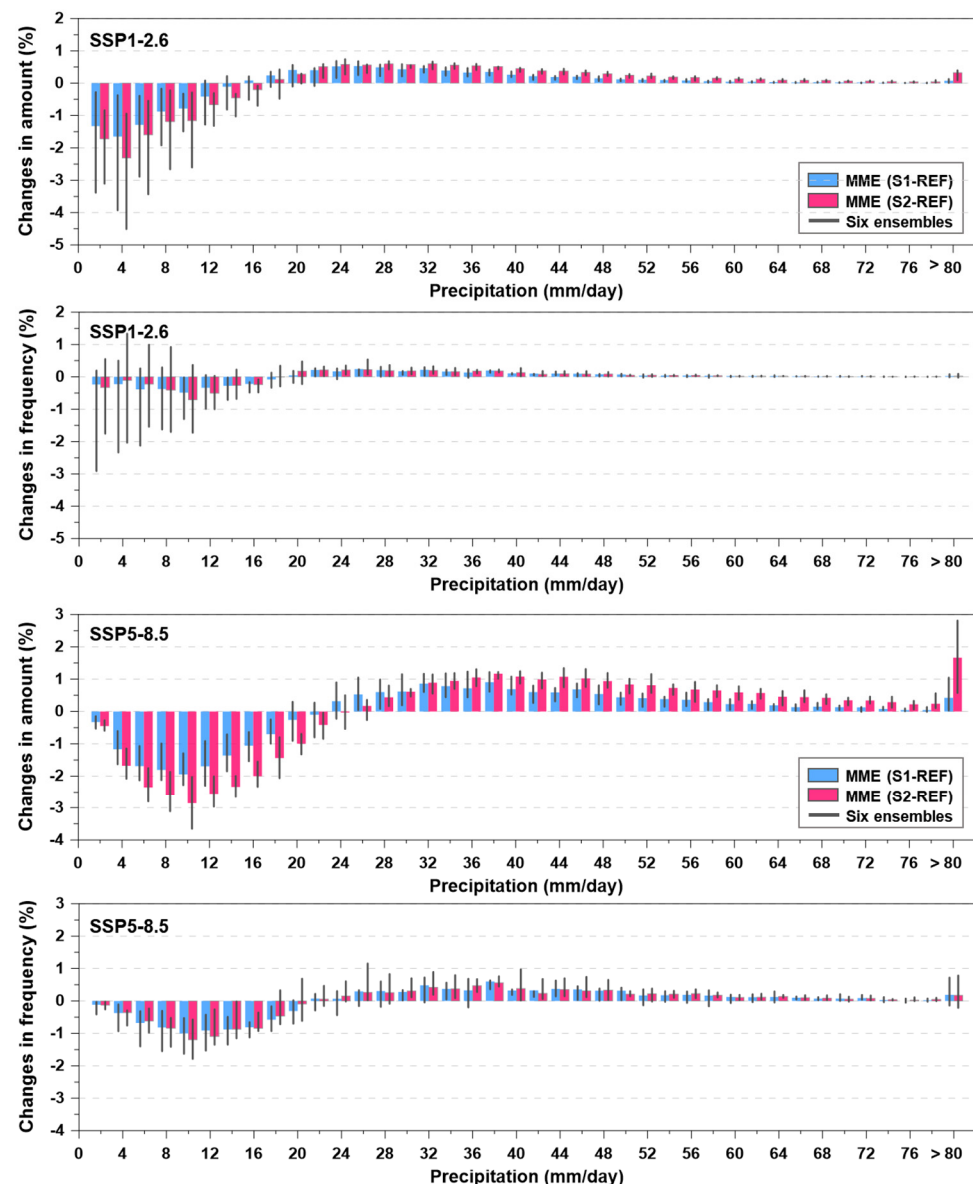 Changes in amount (%)
2
1
0
-1
-2
-3
-4
-5
SSP1-2.6
MME (S1-REF)
MME (S2-REF)
Six ensembles
0 4 8 12 16 20 24 28 32 36 40 44 48 52 56 60 64 68 72 76 > 80
Precipitation (mm/day)
Changes in frequency (%)
2
1
0
-1
-2
-3
-4
-5
SSP1-2.6
0 4 8 12 16 20 24 28 32 36 40 44 48 52 56 60 64 68 72 76 > 80
Precipitation (mm/day)
Changes in amount (%)
3
2
1
0
-1
-2
-3
-4
SSP5-8.5
MME (S1-REF)
MME (S2-REF)
Six ensembles
0 4 8 12 16 20 24 28 32 36 40 44 48 52 56 60 64 68 72 76 > 80
Precipitation (mm/day)
Changes in frequency (%)
3
2
1
0
-1
-2
-3
-4
SSP5-8.5
0 4 8 12 16 20 24 28 32 36 40 44 48 52 56 60 64 68 72 76 > 80
Precipitation (mm/day)